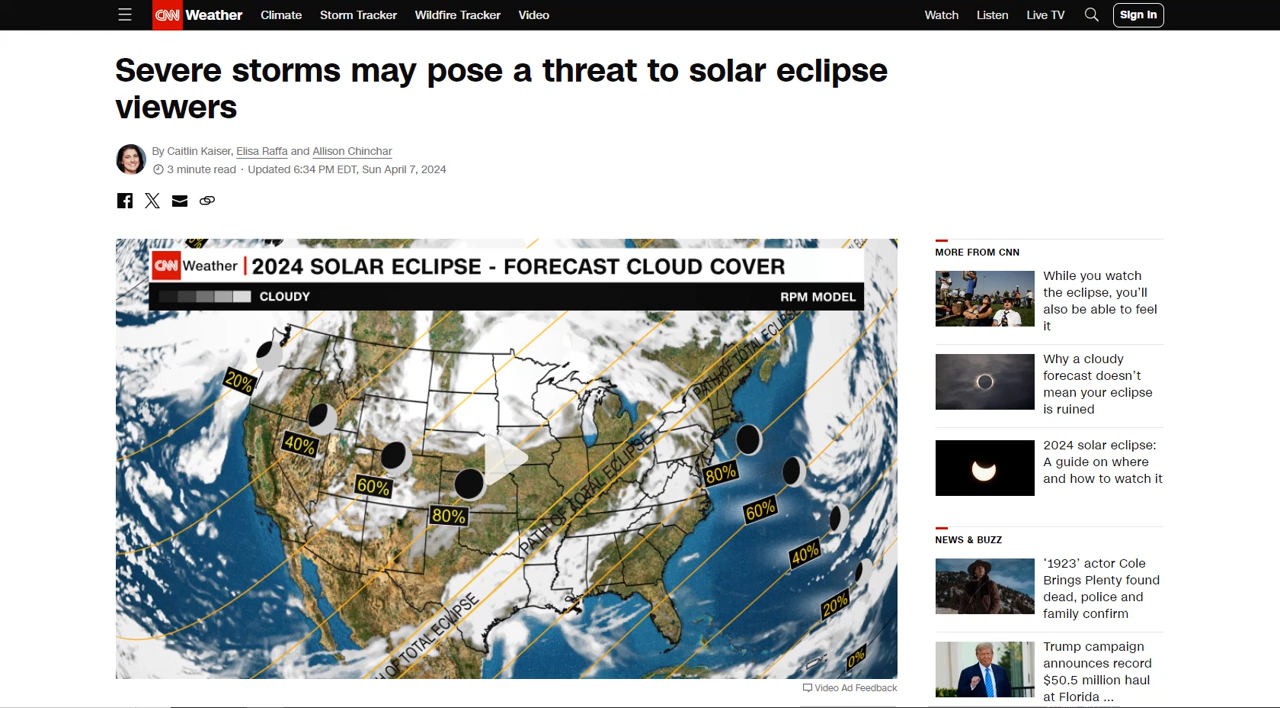 CNN Weather Climate Storm Tracker Wildfire Tracker Video Watch Listen Live TV Sign In
Severe storms may pose a threat to solar eclipse
viewers
By Caitlin Kaiser, Elisa Raffa and Allison Chinchar
3 minute read · Updated 6:34 PM EDT, Sun April 7, 2024
CNN Weather | 2024 SOLAR ECLIPSE - FORECAST CLOUD COVER
CLOUDY RPM MODEL
20%
40%
60%
80%
80%
60%
40%
20%
0%
PATH OF TOTAL ECLIPSE
PATH OF TOTAL ECLIPSE
H OF TOTAL ECLIPSE
Video Ad Feedback
MORE FROM CNN
While you watch
the eclipse, you’ll
also be able to feel
it
Why a cloudy
forecast doesn’t
mean your eclipse
is ruined
2024 solar eclipse:
A guide on where
and how to watch it
NEWS & BUZZ
‘1923’ actor Cole
Brings Plenty found
dead, police and
family confirm
Trump campaign
announces record
$50.5 million haul
at Florida ...